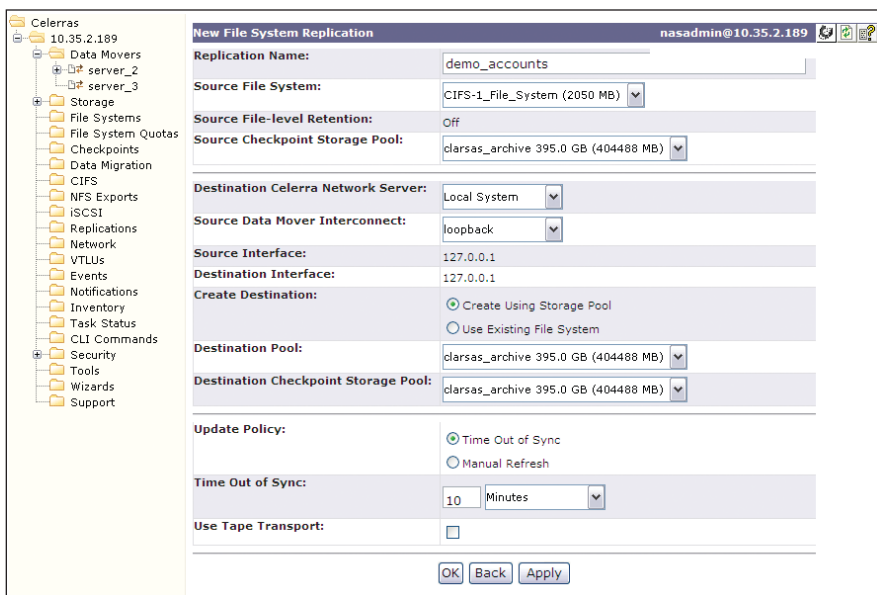 Celerras
10.35.2.189
Data Movers
server_2
server_3
Storage
File Systems
File System Quotas
Checkpoints
Data Migration
CIFS
NFS Exports
iSCSI
Replications
Network
VTLUs
Events
Notifications
Inventory
Task Status
CLI Commands
Security
Tools
Wizards
Support
New File System Replication nasadmin@10.35.2.189
Replication Name: demo_accounts
Source File System: CIFS-1_File_System (2050 MB)
Source File-level Retention: Off
Source Checkpoint Storage Pool: clarsas_archive 395.0 GB (404488 MB)
Destination Celerra Network Server: Local System
Source Data Mover Interconnect: loopback
Source Interface: 127.0.0.1
Destination Interface: 127.0.0.1
Create Destination: Create Using Storage Pool
Use Existing File System
Destination Pool: clarsas_archive 395.0 GB (404488 MB)
Destination Checkpoint Storage Pool: clarsas_archive 395.0 GB (404488 MB)
Update Policy: Time Out of Sync
Manual Refresh
Time Out of Sync: 10 Minutes
Use Tape Transport:
OK Back Apply